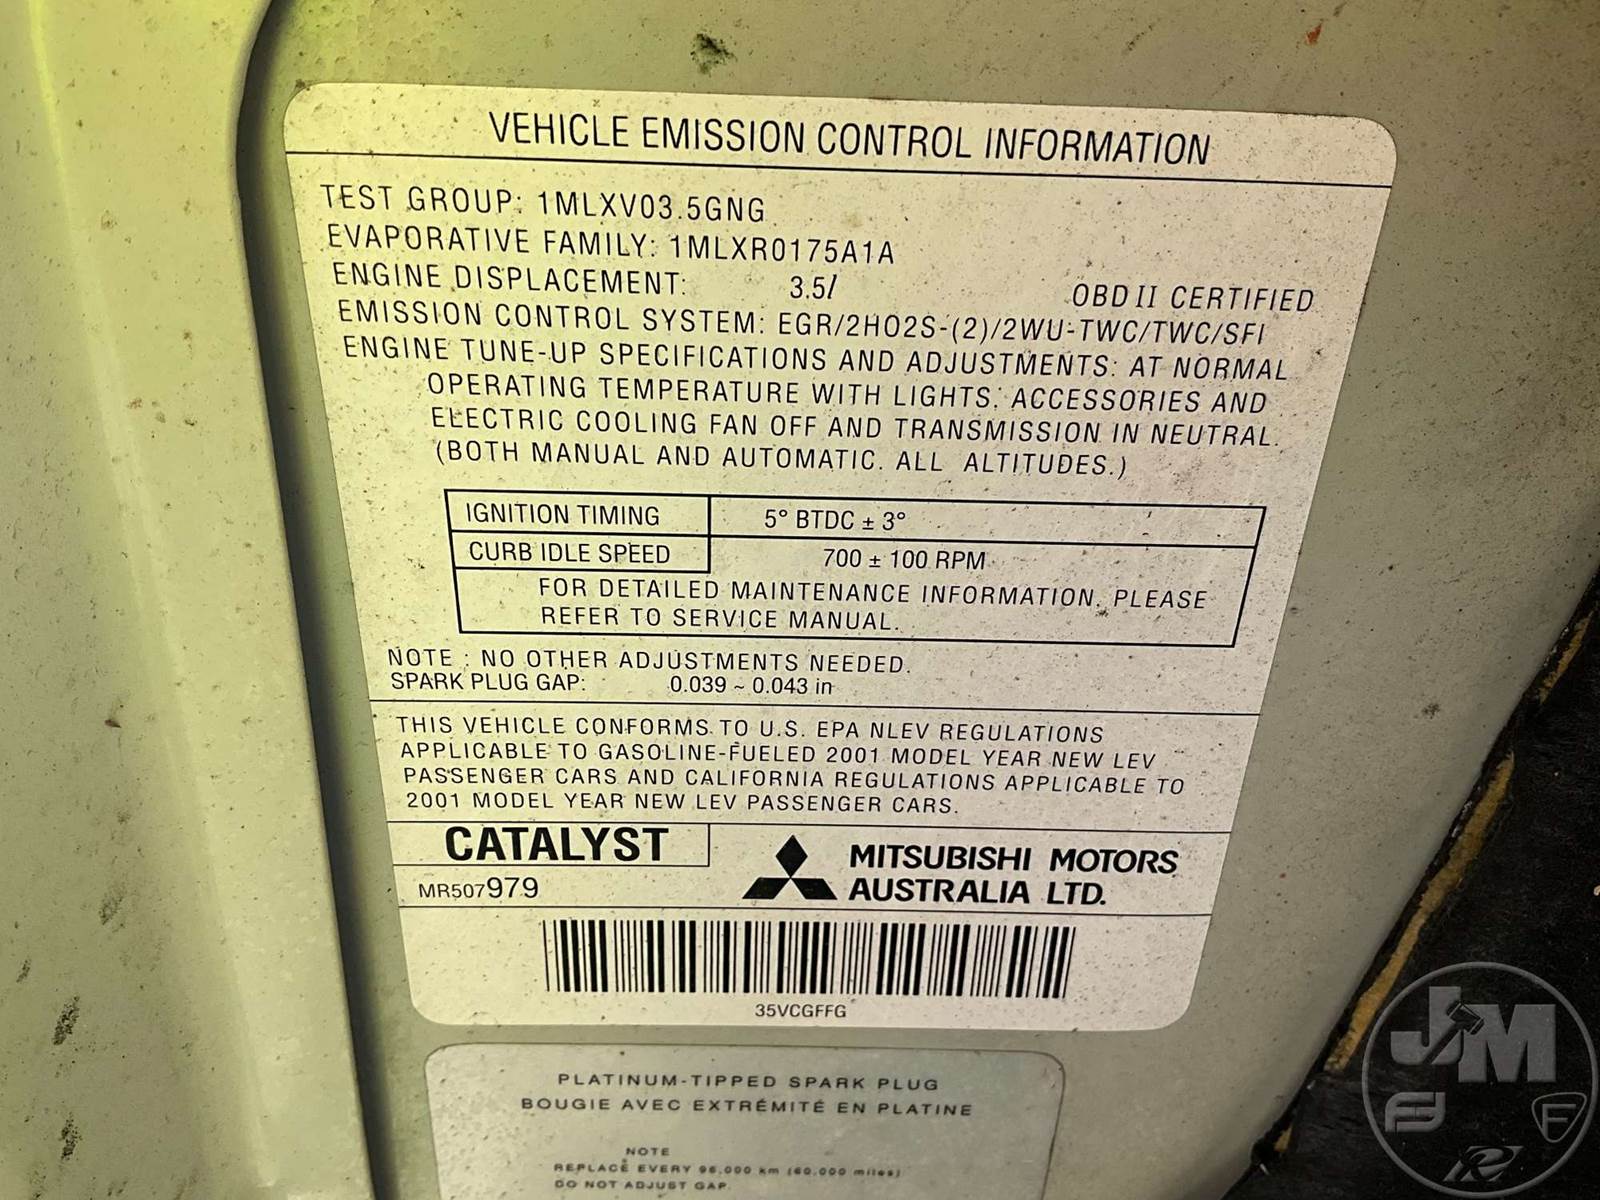 VEHICLE EMISSION CONTROL INFORMATION
TEST GROUP: 1MLXV03.5GNG
EVAPORATIVE FAMILY: 1MLXR0175A1A
ENGINE DISPLACEMENT: 3.5l OBD II CERTIFIED
EMISSION CONTROL SYSTEM: EGR/2HO2S-(2)/2WU-TWC/TWC/SFI
ENGINE TUNE-UP SPECIFICATIONS AND ADJUSTMENTS: AT NORMAL
OPERATING TEMPERATURE WITH LIGHTS, ACCESSORIES AND
ELECTRIC COOLING FAN OFF AND TRANSMISSION IN NEUTRAL.
(BOTH MANUAL AND AUTOMATIC. ALL ALTITUDES.)
IGNITION TIMING 5° BTDC ± 3°
CURB IDLE SPEED 700 ± 100 RPM
FOR DETAILED MAINTENANCE INFORMATION, PLEASE
REFER TO SERVICE MANUAL.
NOTE : NO OTHER ADJUSTMENTS NEEDED.
SPARK PLUG GAP: 0.039 ~ 0.043 in
THIS VEHICLE CONFORMS TO U.S. EPA NLEV REGULATIONS
APPLICABLE TO GASOLINE-FUELED 2001 MODEL YEAR NEW LEV
PASSENGER CARS AND CALIFORNIA REGULATIONS APPLICABLE TO
2001 MODEL YEAR NEW LEV PASSENGER CARS.
CATALYST
MR507979
MITSUBISHI MOTORS
AUSTRALIA LTD.
35VCGFFG
PLATINUM-TIPPED SPARK PLUG
BOUGIE AVEC EXTRÉMITÉ EN PLATINE
NOTE
REPLACE EVERY 96,000 km (60,000 miles)
DO NOT ADJUST GAP.
JM